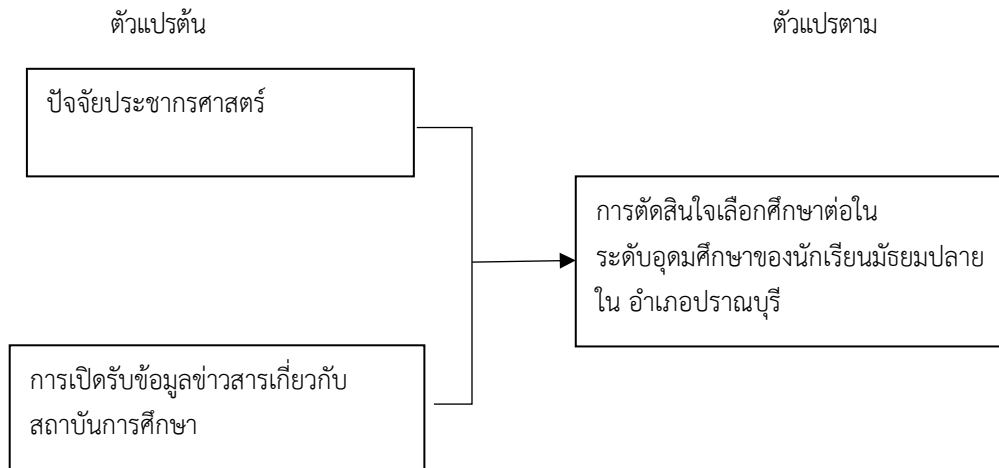 ตัวแปรต้น
ตัวแปรตาม
ปัจจัยประชากรศาสตร์
การตัดสินใจเลือกศึกษาต่อใน
ระดับอุดมศึกษาของนักเรียนมัธยมปลาย
ใน อำเภอปราณบุรี
การเปิดรับข้อมูลข่าวสารเกี่ยวกับ
สถาบันการศึกษา